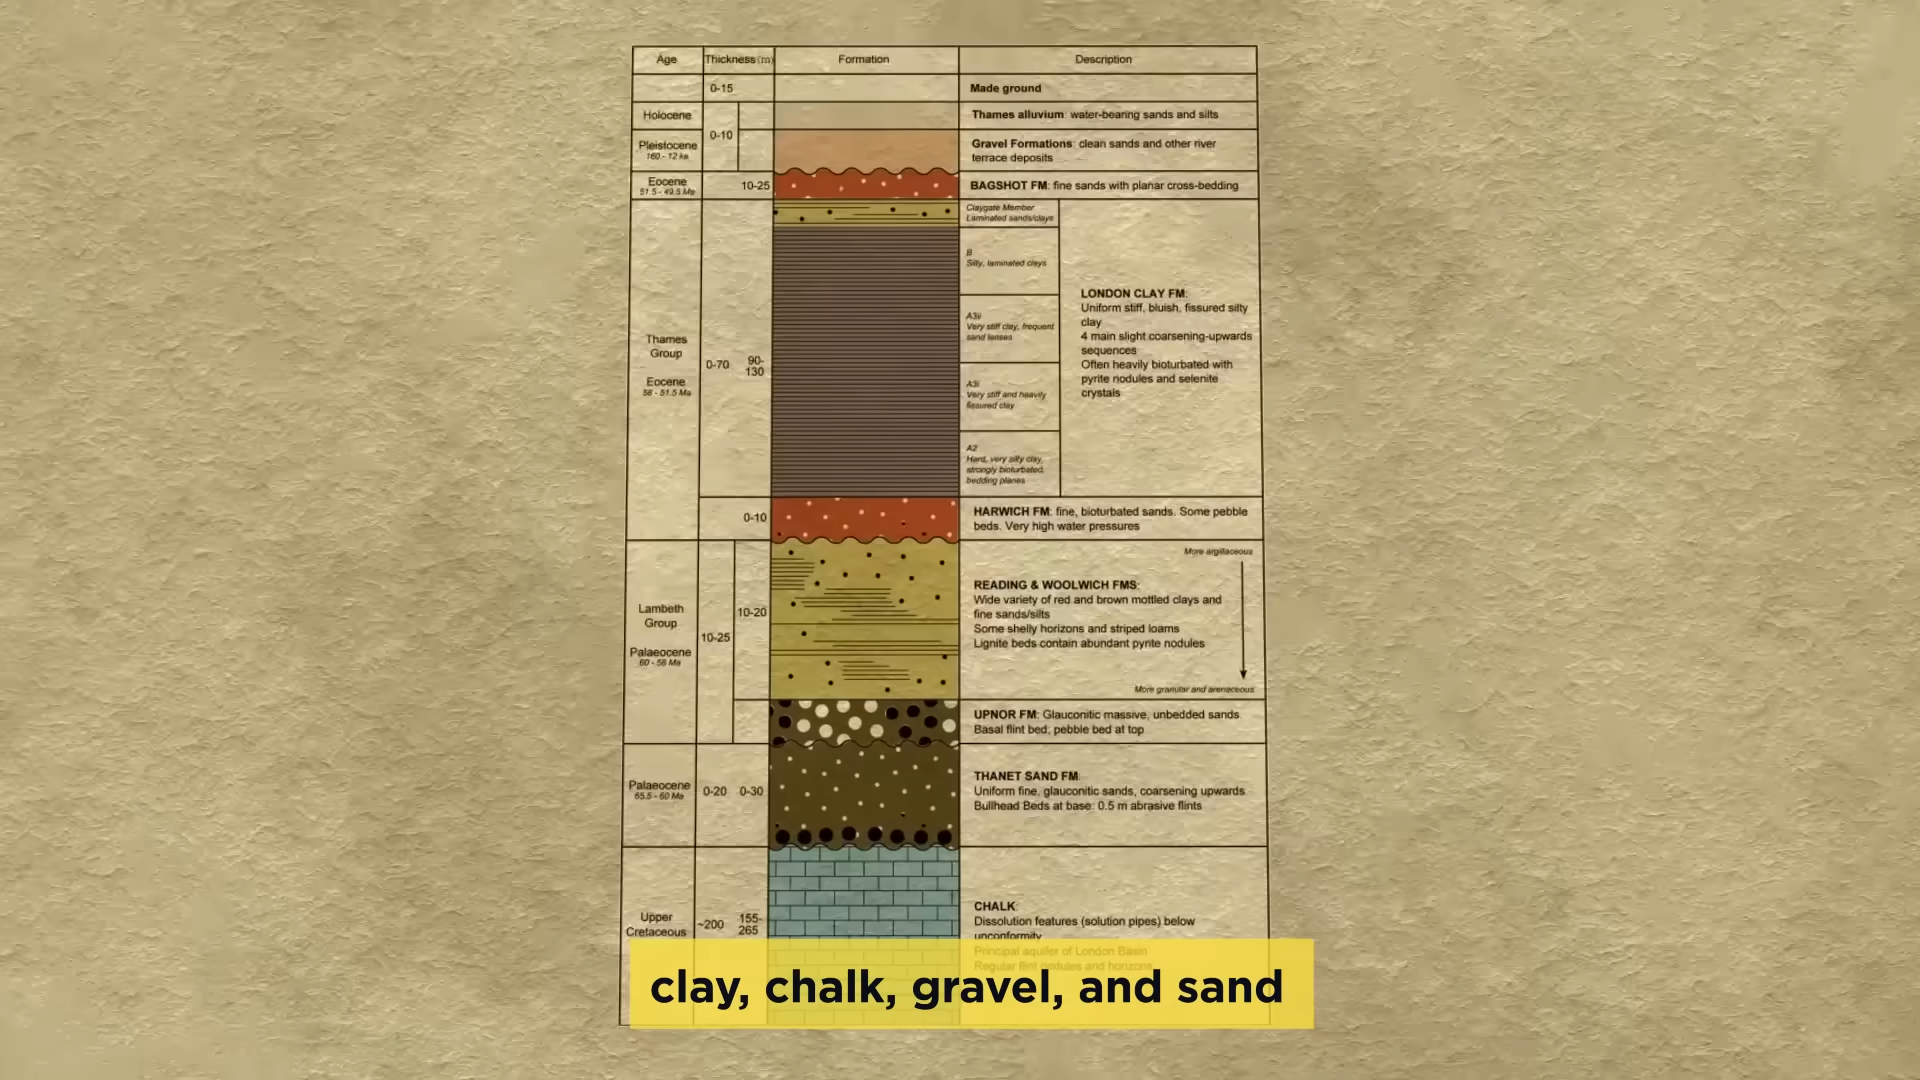 Age Thickness (m) Formation Description
0-15 Made ground
Holocene Thames alluvium: water-bearing sands and silts
0-10
Pleistocene Gravel Formations: clean sands and other river
160 - 12 ka terrace deposits
Eocene 10-25 BAGSHOT FM: fine sands with planar cross-bedding
51.5 - 49.5 Ma
Claygate Member
Laminated sands/clays
B
Silty, laminated clays
A3ii
Very stiff clay, frequent
sand lenses
A3i
Very stiff and heavily
fissured clay
A2
Hard, very silty clay,
strongly bioturbated,
bedding planes
LONDON CLAY FM:
Uniform stiff, bluish, fissured silty
clay
4 main slight coarsening-upwards
sequences
Often heavily bioturbated with
pyrite nodules and selenite
crystals
Thames
Group
Eocene
56 - 51.5 Ma
0-70
90-
130
0-10
HARWICH FM: fine, bioturbated sands. Some pebble
beds. Very high water pressures
Lambeth
Group
Palaeocene
60 - 58 Ma
10-25
10-20
More argillaceous
READING & WOOLWICH FMS:
Wide variety of red and brown mottled clays and
fine sands/silts
Some shelly horizons and striped loams
Lignite beds contain abundant pyrite nodules
More granular and arenaceous
UPNOR FM: Glauconitic massive, unbedded sands
Basal flint bed; pebble bed at top
Palaeocene
65.5 - 60 Ma
0-20
0-30
THANET SAND FM:
Uniform fine, glauconitic sands, coarsening upwards
Bullhead Beds at base: 0.5 m abrasive flints
Upper
Cretaceous
~200
155-
265
CHALK:
Dissolution features (solution pipes) below
unconformity
Principal aquifer of London Basin
Regular flint nodules and horizons
clay, chalk, gravel, and sand